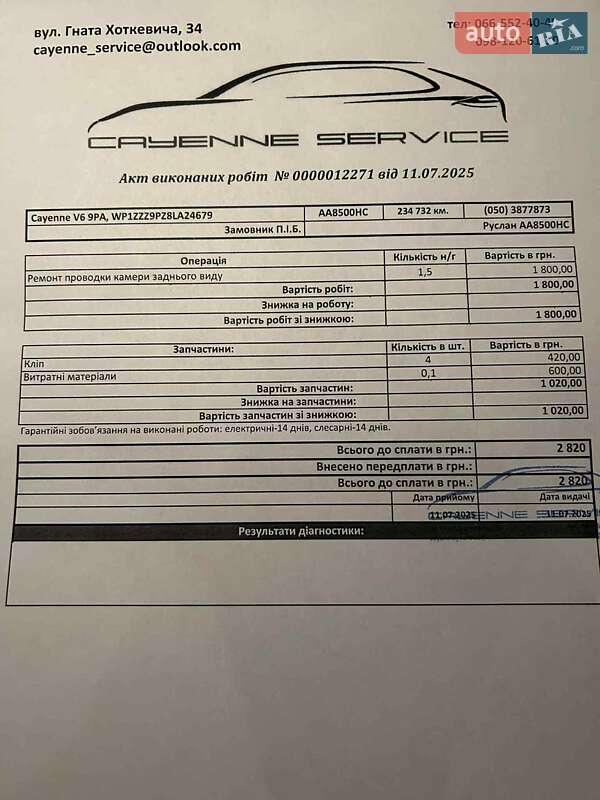 вул. Гната Хоткевича, 34
cayenne_service@outlook.com
тел: 066-552-40-4
098-120-61
auto RIA .com
CAYENNE SERVICE
Акт виконаних робіт № 0000012271 від 11.07.2025
Cayenne V6 9PA, WP1ZZZ9PZ8LA24679 АА8500НС 234 732 км. (050) 3877873
Замовник П.І.Б. Руслан АА8500НС
Операція Кількість н/г Вартість в грн.
Ремонт проводки камери заднього виду 1,5 1 800,00
Вартість робіт: 1 800,00
Знижка на роботу:
Вартість робіт зі знижкою: 1 800,00
Запчастини: Кількість в шт. Вартість в грн.
Кліп 4 420,00
Витратні матеріали 0,1 600,00
Вартість запчастин: 1 020,00
Знижка на запчастини:
Вартість запчастин зі знижкою: 1 020,00
Гарантійні зобов'язання на виконані роботи: електричні-14 днів, слесарні-14 днів.
Всього до сплати в грн.: 2 820
Внесено передплати в грн.:
Всього до сплати в грн.: 2 820
Дата прийому Дата видачі
11.07.2025 11.07.2025
Результати діагностики: